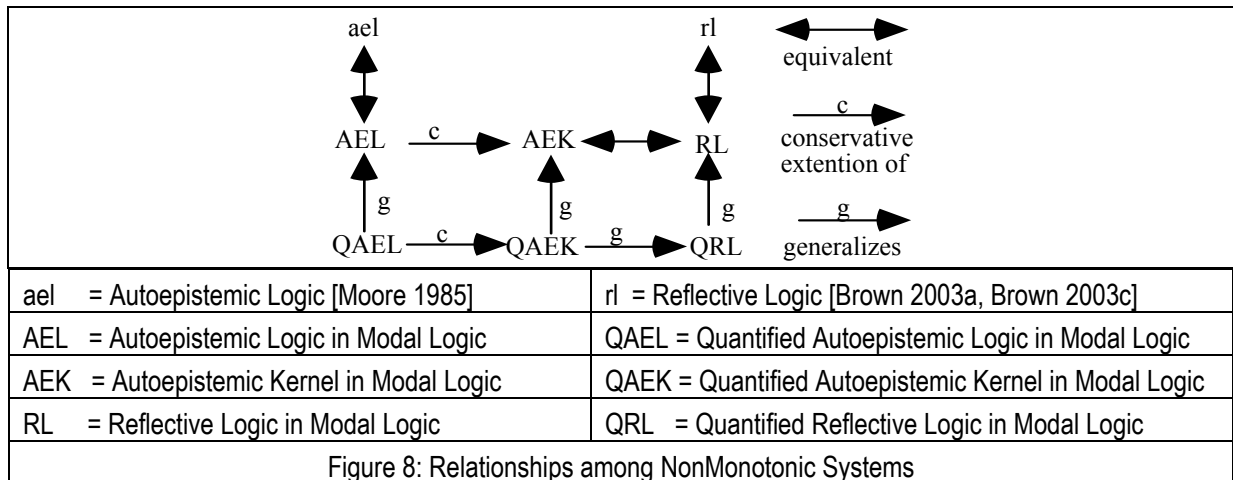 ael rl
equivalent
c c
AEL AEK RL conservative
extention of
g g g g
QAEL c QAEK g QRL generalizes
ael = Autoepistemic Logic [Moore 1985] rl = Reflective Logic [Brown 2003a, Brown 2003c]
AEL = Autoepistemic Logic in Modal Logic QAEL = Quantified Autoepistemic Logic in Modal Logic
AEK = Autoepistemic Kernel in Modal Logic QAEK = Quantified Autoepistemic Kernel in Modal Logic
RL = Reflective Logic in Modal Logic QRL = Quantified Reflective Logic in Modal Logic
Figure 8: Relationships among NonMonotonic Systems